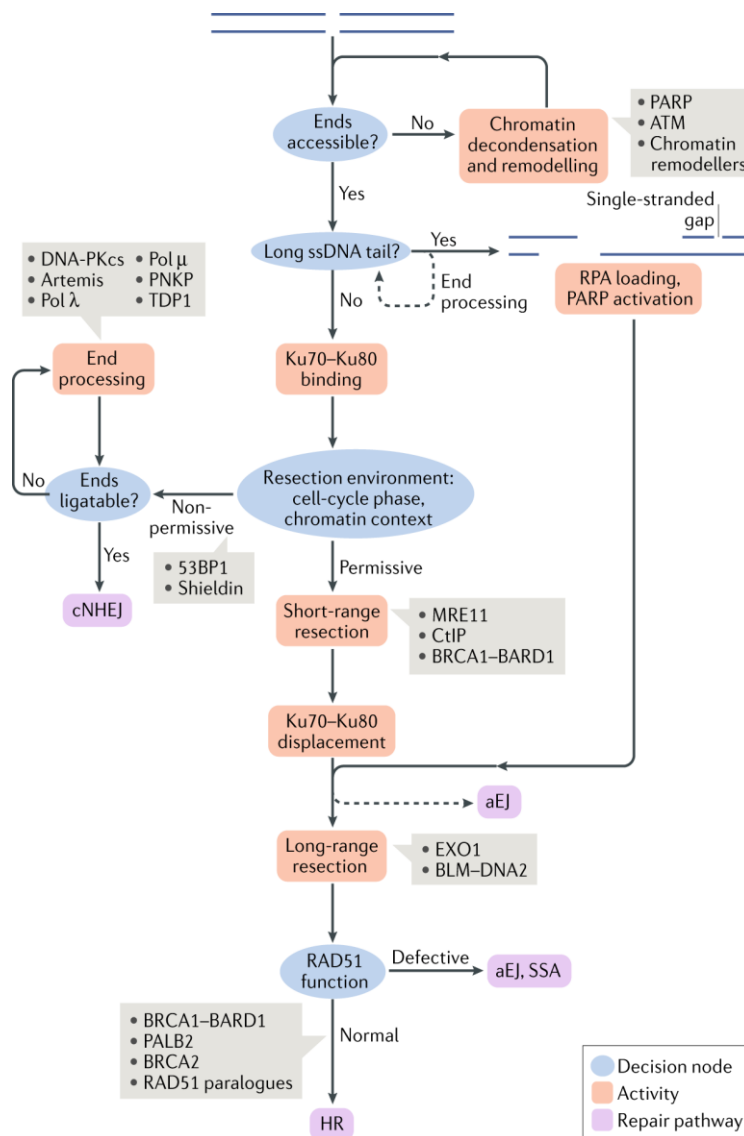 Ends
accessible?
No
Chromatin
decondensation
and remodelling
• PARP
• ATM
• Chromatin
remodellers
Yes
Single-stranded
gap
Long ssDNA tail?
Yes
End
processing
No
RPA loading,
PARP activation
• DNA-PKcs
• Artemis
• Pol λ
• Pol μ
• PNKP
• TDP1
End
processing
Ku70–Ku80
binding
No
Ends
ligatable?
Non-
permissive
Resection environment:
cell-cycle phase,
chromatin context
Yes
• 53BP1
• Shieldin
Permissive
cNHEJ
Short-range
resection
• MRE11
• CtIP
• BRCA1–BARD1
Ku70–Ku80
displacement
aEJ
Long-range
resection
• EXO1
• BLM–DNA2
RAD51
function
Defective
aEJ, SSA
• BRCA1–BARD1
• PALB2
• BRCA2
• RAD51 paralogues
Normal
HR
Decision node
Activity
Repair pathway